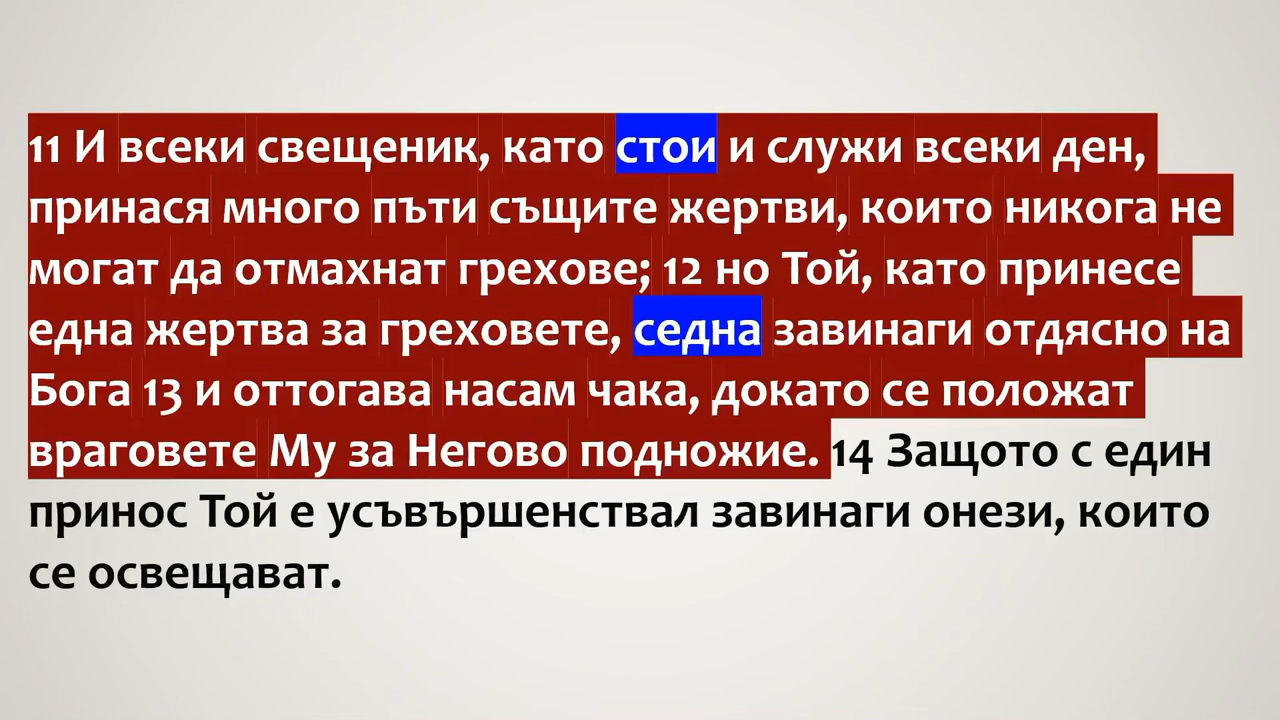 11 И всеки свещеник, като стои и служи всеки ден,
принася много пъти същите жертви, които никога не
могат да отмахнат грехове; 12 но Той, като принесе
една жертва за греховете, седна завинаги отдясно на
Бога 13 и оттогава насам чака, докато се положат
враговете Му за Негово подножие. 14 Защото с един
принос Той е усъвършенствал завинаги онези, които
се освещават.